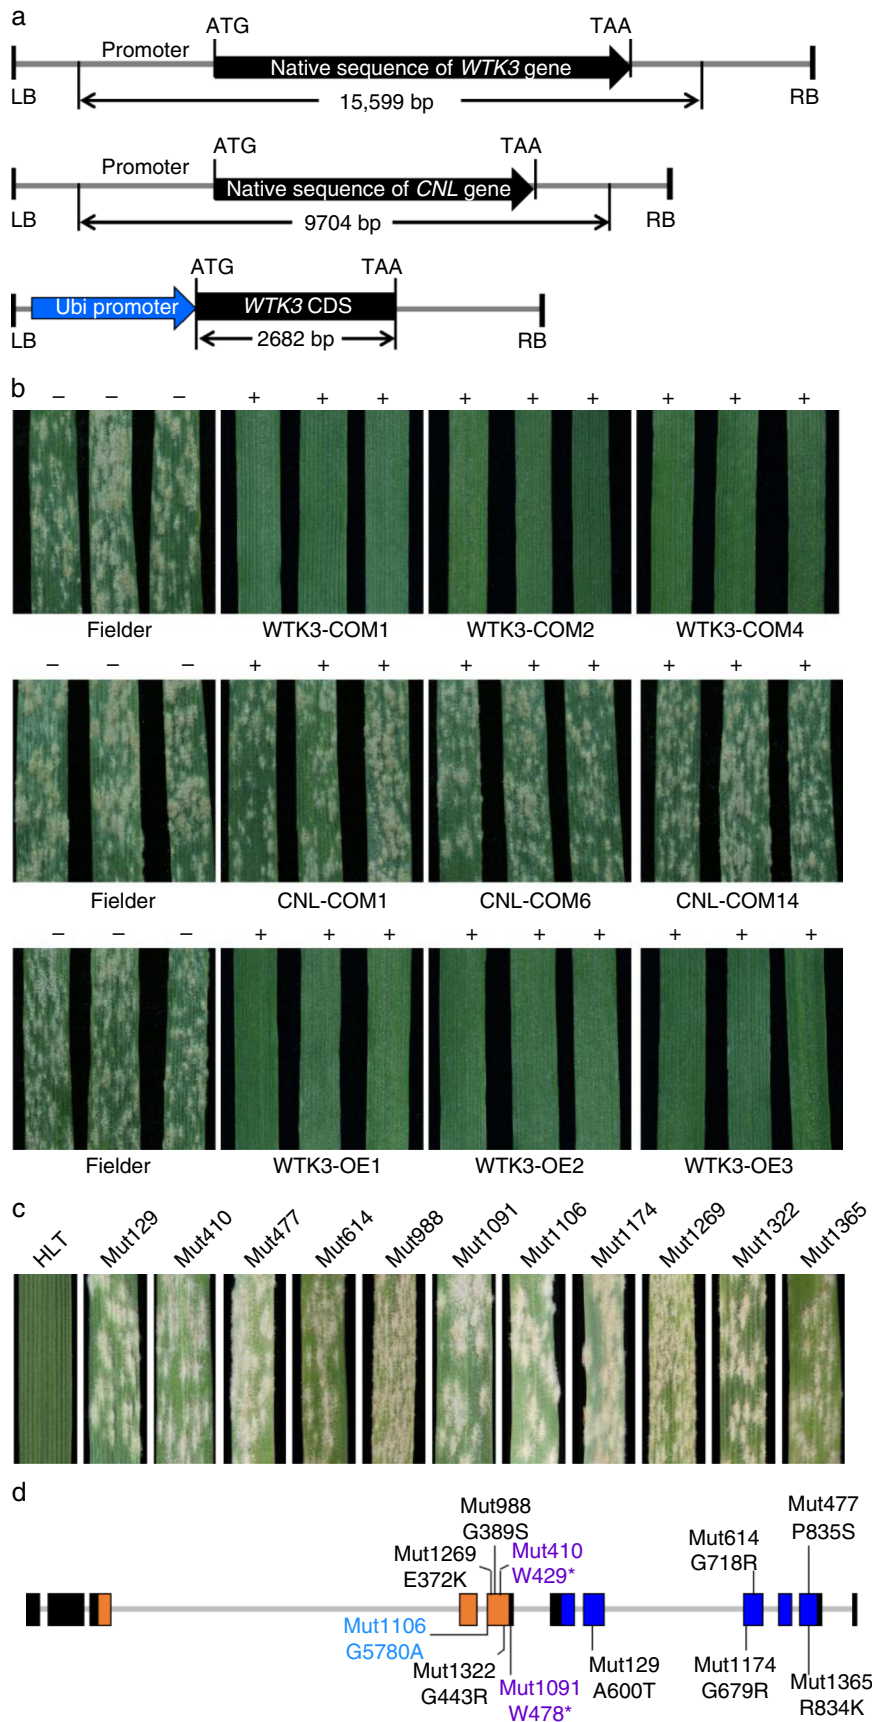 a
ATG TAA
Promoter
Native sequence of WTK3 gene
LB 15,599 bp RB
ATG TAA
Promoter
Native sequence of CNL gene
LB 9704 bp RB
ATG TAA
Ubi promoter WTK3 CDS
LB 2682 bp RB
b
– – – + + + + + + + + +
Fielder WTK3-COM1 WTK3-COM2 WTK3-COM4
– – – + + + + + + + + +
Fielder CNL-COM1 CNL-COM6 CNL-COM14
– – – + + + + + + + + +
Fielder WTK3-OE1 WTK3-OE2 WTK3-OE3
c
HLT Mut129 Mut410 Mut477 Mut614 Mut988 Mut1091 Mut1106 Mut1174 Mut1269 Mut1322 Mut1365
d
Mut988
G389S
Mut477
P835S
Mut1269
E372K
Mut410
W429*
Mut614
G718R
Mut1106
G5780A
Mut1322
G443R
Mut1091
W478*
Mut129
A600T
Mut1174
G679R
Mut1365
R834K